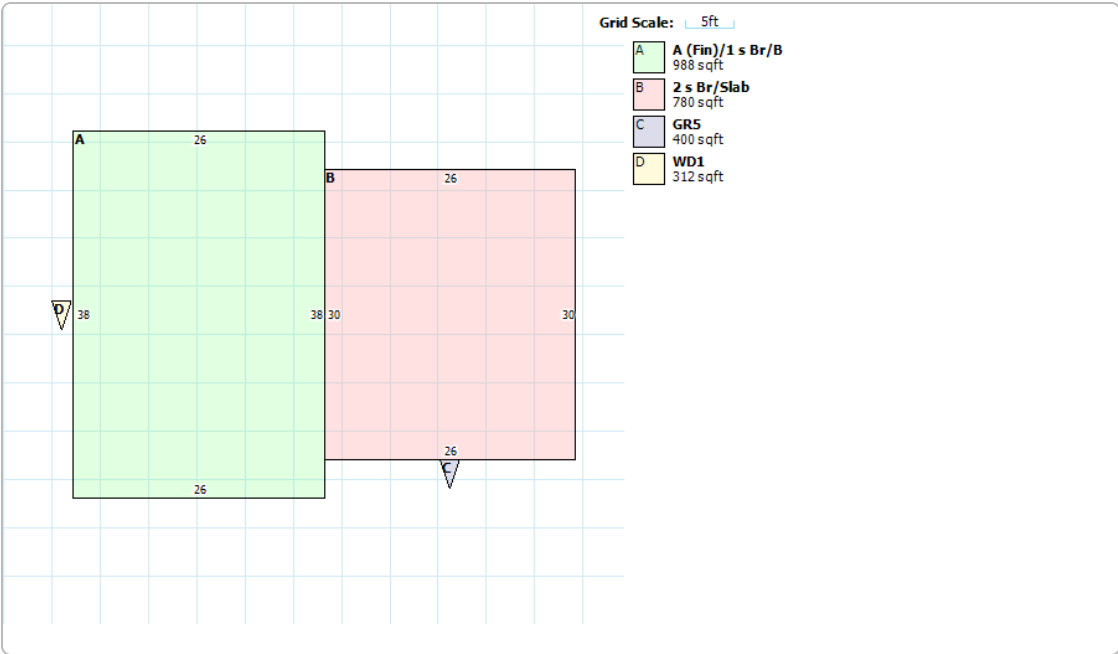 Grid Scale: 5ft
A A (Fin)/1 s Br/B
988 sqft
B 2 s Br/Slab
780 sqft
C GR5
400 sqft
D WD1
312 sqft
A 26
B 26
D 38 38 30 30
26
C
26